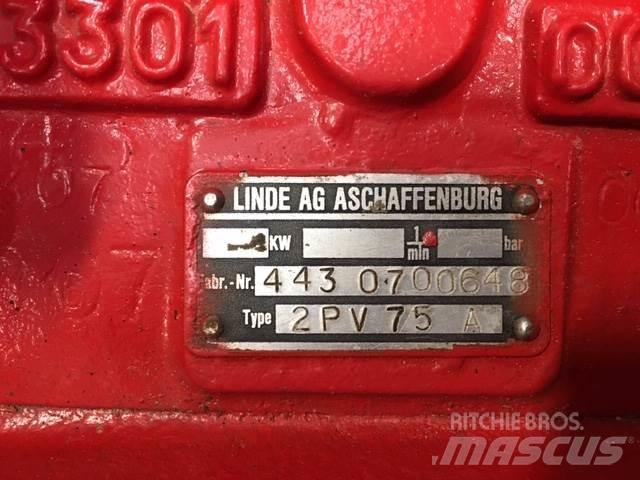 3301
LINDE AG ASCHAFFENBURG
KW 1/min bar
abr.-Nr. 443 0700648
Type 2PV 75 A
RITCHIE BROS.
MASCUS